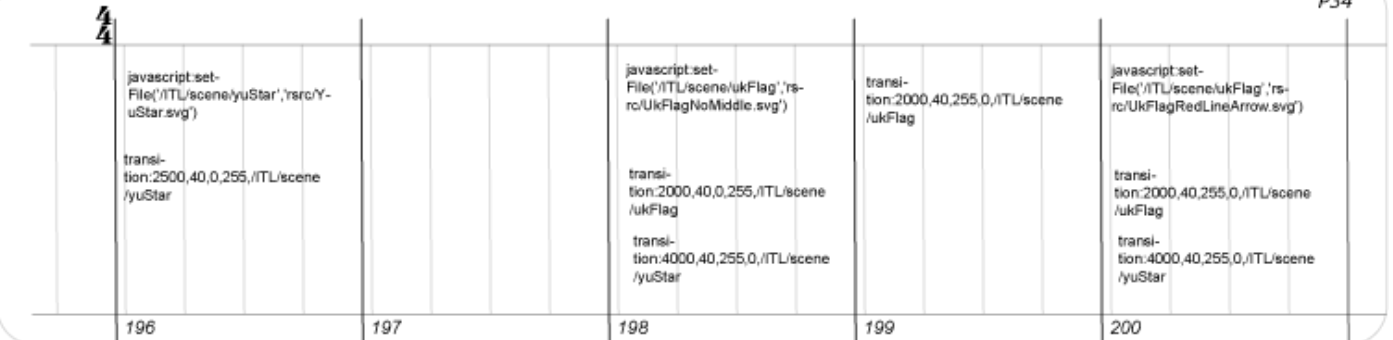 P34
4
4
javascript:set-
File('/ITL/scene/yuStar','rsrc/Y-
uStar.svg')
transi-
tion:2500,40,0,255,/ITL/scene
/yuStar
javascript:set-
File('/ITL/scene/ukFlag','rs-
rc/UkFlagNoMiddle.svg')
transi-
tion:2000,40,0,255,/ITL/scene
/ukFlag
transi-
tion:4000,40,255,0,/ITL/scene
/yuStar
transi-
tion:2000,40,255,0,/ITL/scene
/ukFlag
javascript:set-
File('/ITL/scene/ukFlag','rs-
rc/UkFlagRedLineArrow.svg')
transi-
tion:2000,40,255,0,/ITL/scene
/ukFlag
transi-
tion:4000,40,255,0,/ITL/scene
/yuStar
196
197
198
199
200